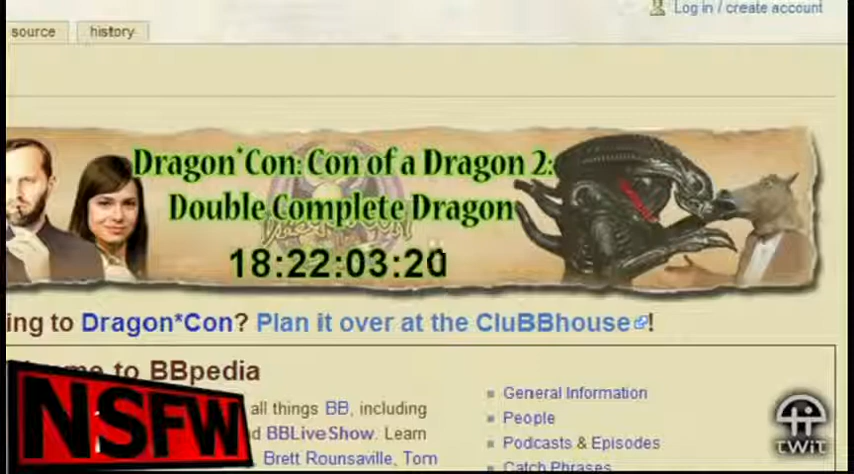 Log in / create account
source
history
Dragon*Con: Con of a Dragon 2:
Double Complete Dragon
18:22:03:20
ing to Dragon*Con? Plan it over at the CluBBhouse!
to BBpedia
all things BB, including
BBLiveShow. Learn
Brett Rounsaville, Tom
General Information
People
Podcasts & Episodes
Catch Phrases
NSFW
TWiT